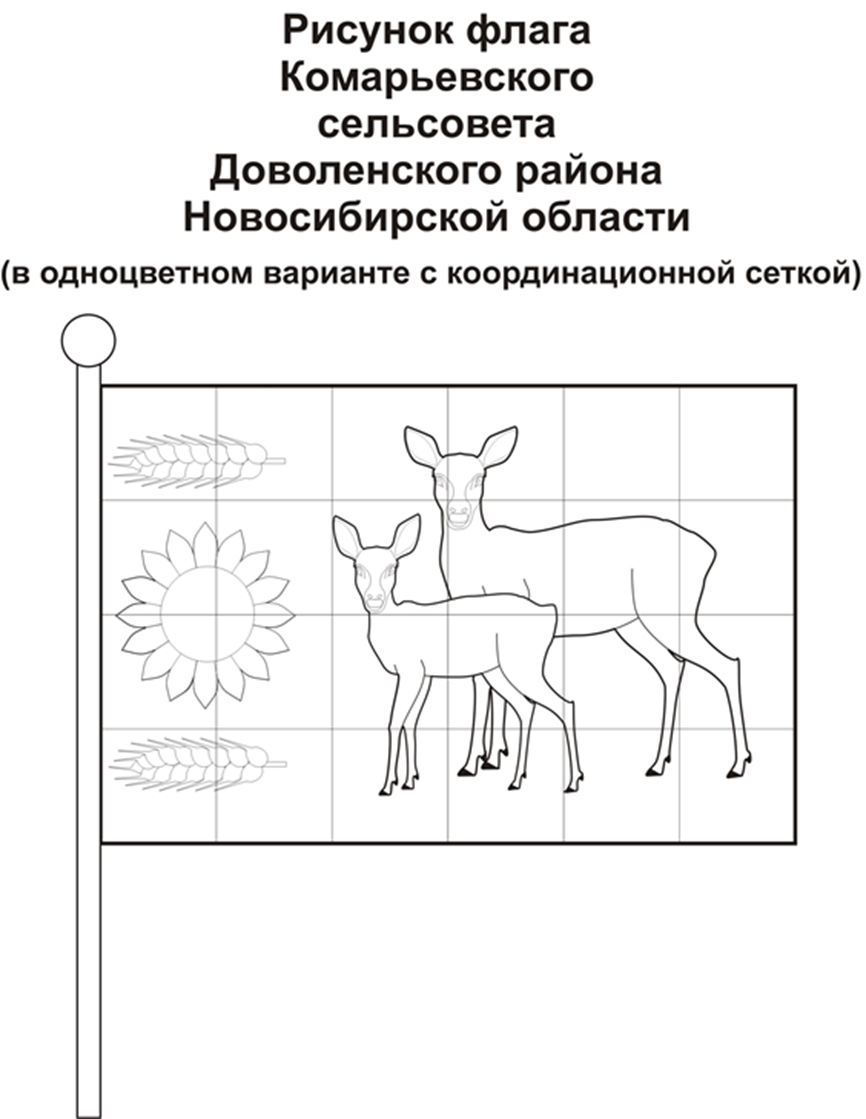 Рисунок флага
Комарьевского
сельсовета
Доволенского района
Новосибирской области
(в одноцветном варианте с координационной сеткой)